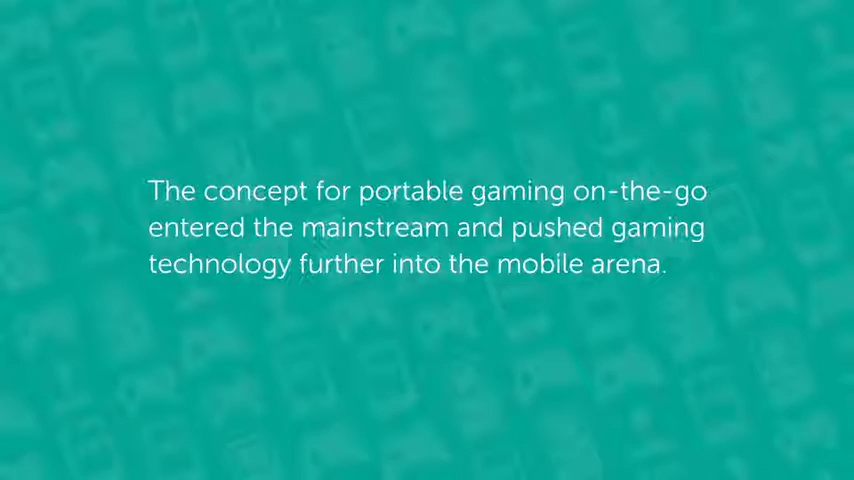 The concept for portable gaming on-the-go
entered the mainstream and pushed gaming
technology further into the mobile arena.